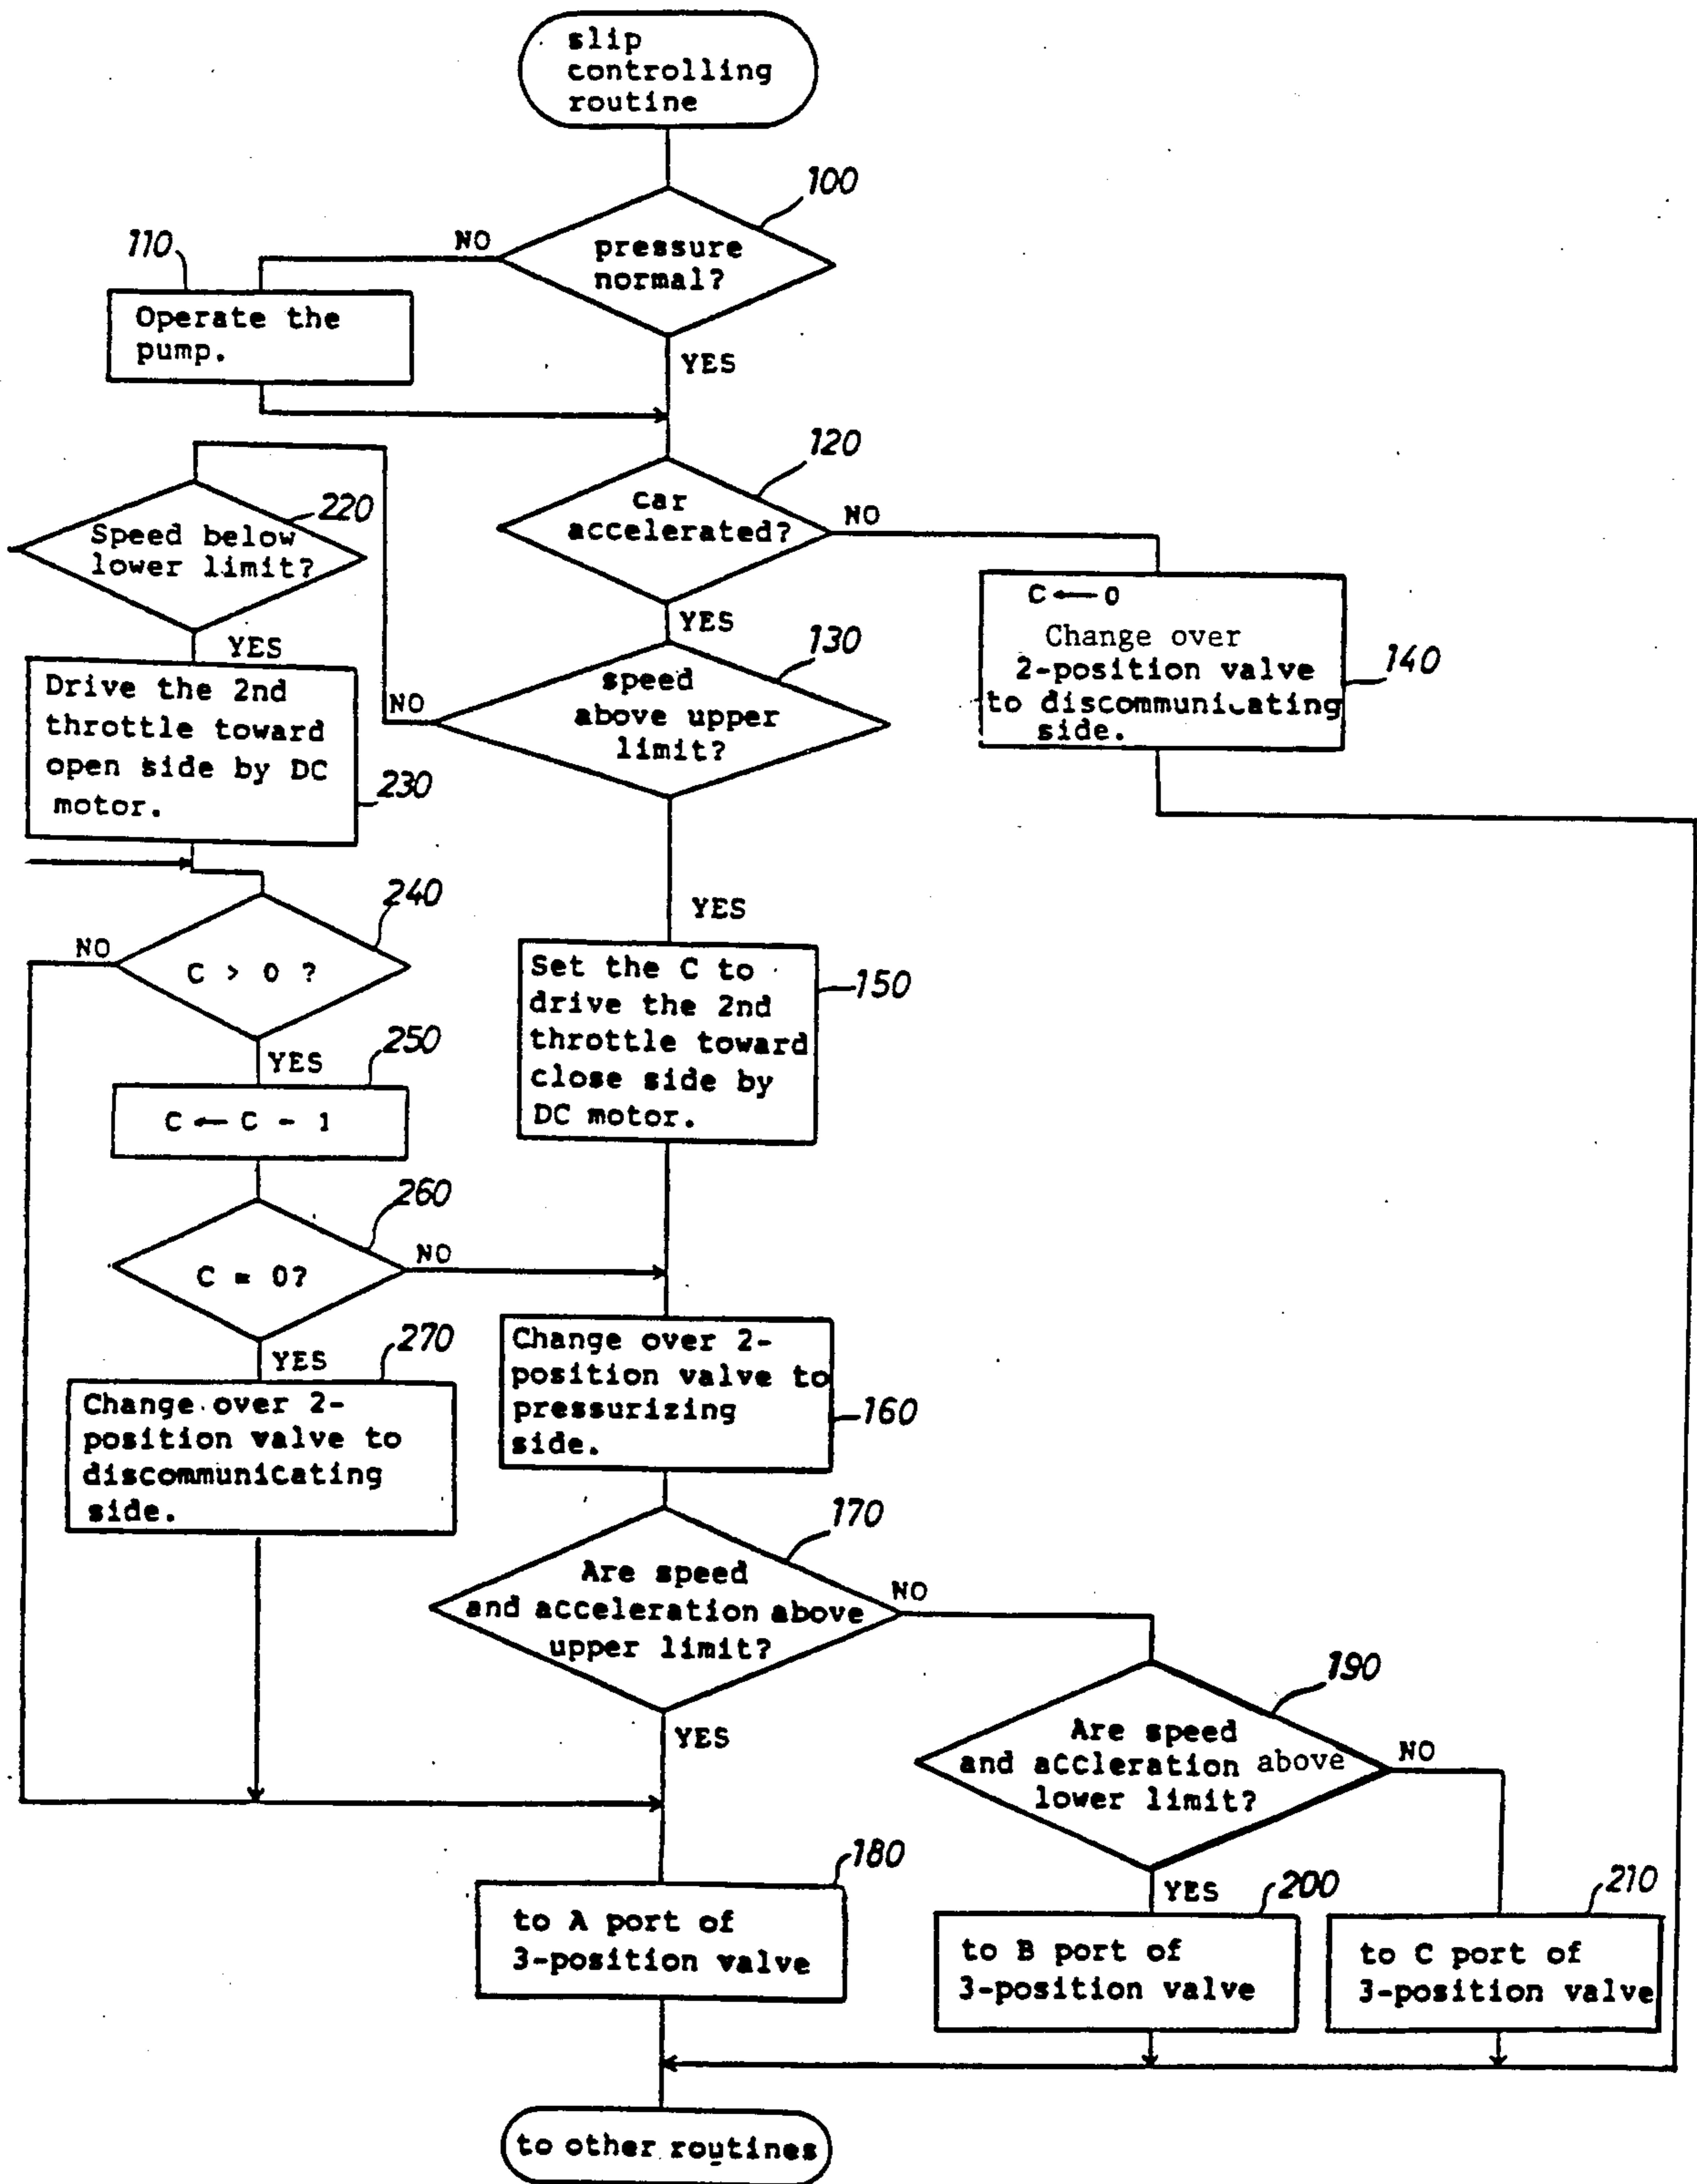 slip
controlling
routine
100
pressure
normal?
NO
110
Operate the
pump.
YES
120
car
accelerated?
NO
220
Speed below
lower limit?
C ← 0
Change over
2-position valve
to discommunicating
side.
140
YES
130
speed
above upper
limit?
NO
YES
Drive the 2nd
throttle toward
open side by DC
motor.
230
240
NO
C > 0 ?
YES
Set the C to
drive the 2nd
throttle toward
close side by
DC motor.
150
YES
250
C ← C - 1
260
C = 0?
NO
YES
270
Change over 2-
position valve to
discommunicating
side.
Change over 2-
position valve to
pressurizing
side.
160
170
Are speed
and acceleration above
upper limit?
NO
YES
190
Are speed
and accleration above
lower limit?
NO
YES
180
to A port of
3-position valve
200
to B port of
3-position valve
210
to C port of
3-position valve
to other routines